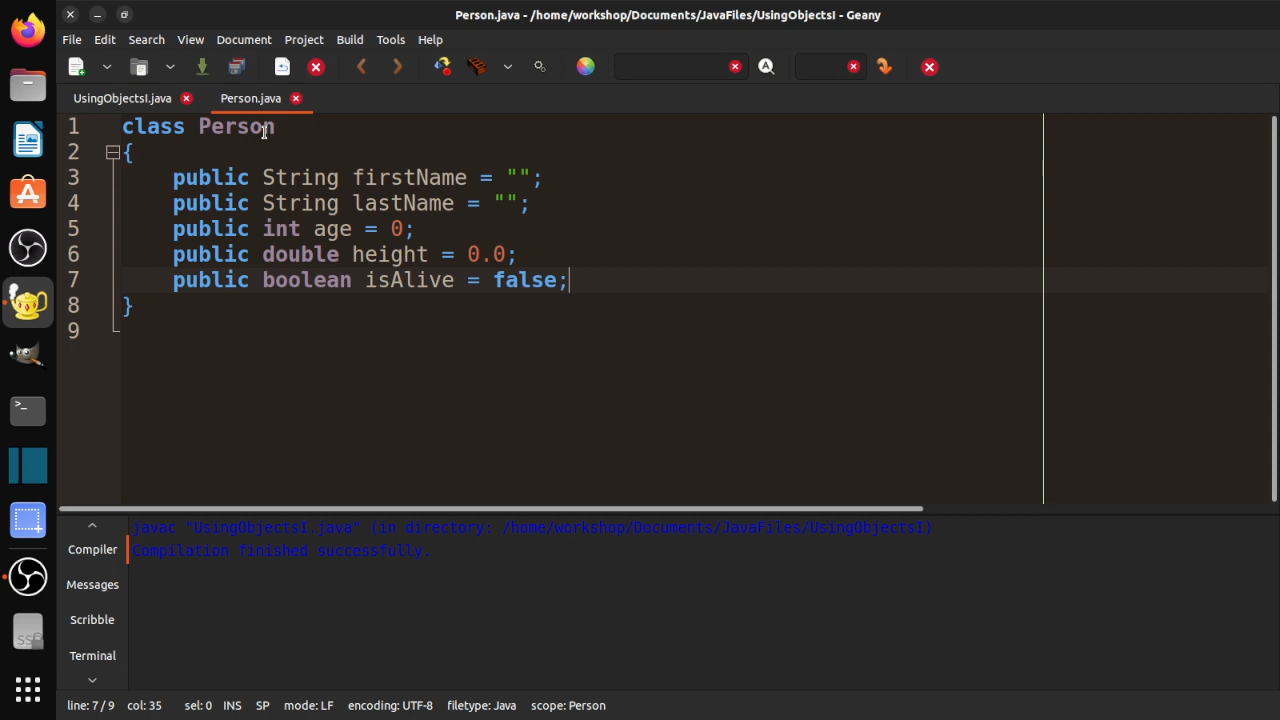 Person.java - /home/workshop/Documents/JavaFiles/UsingObjectsI - Geany
File Edit Search View Document Project Build Tools Help
UsingObjectsI.java Person.java
1 class Person
2 {
3 public String firstName = "";
4 public String lastName = "";
5 public int age = 0;
6 public double height = 0.0;
7 public boolean isAlive = false;
8 }
9
javac "UsingObjectsI.java" (in directory: /home/workshop/Documents/JavaFiles/UsingObjectsI)
Compiler Compilation finished successfully.
Messages
Scribble
Terminal
line: 7 / 9 col: 35 sel: 0 INS SP mode: LF encoding: UTF-8 filetype: Java scope: Person